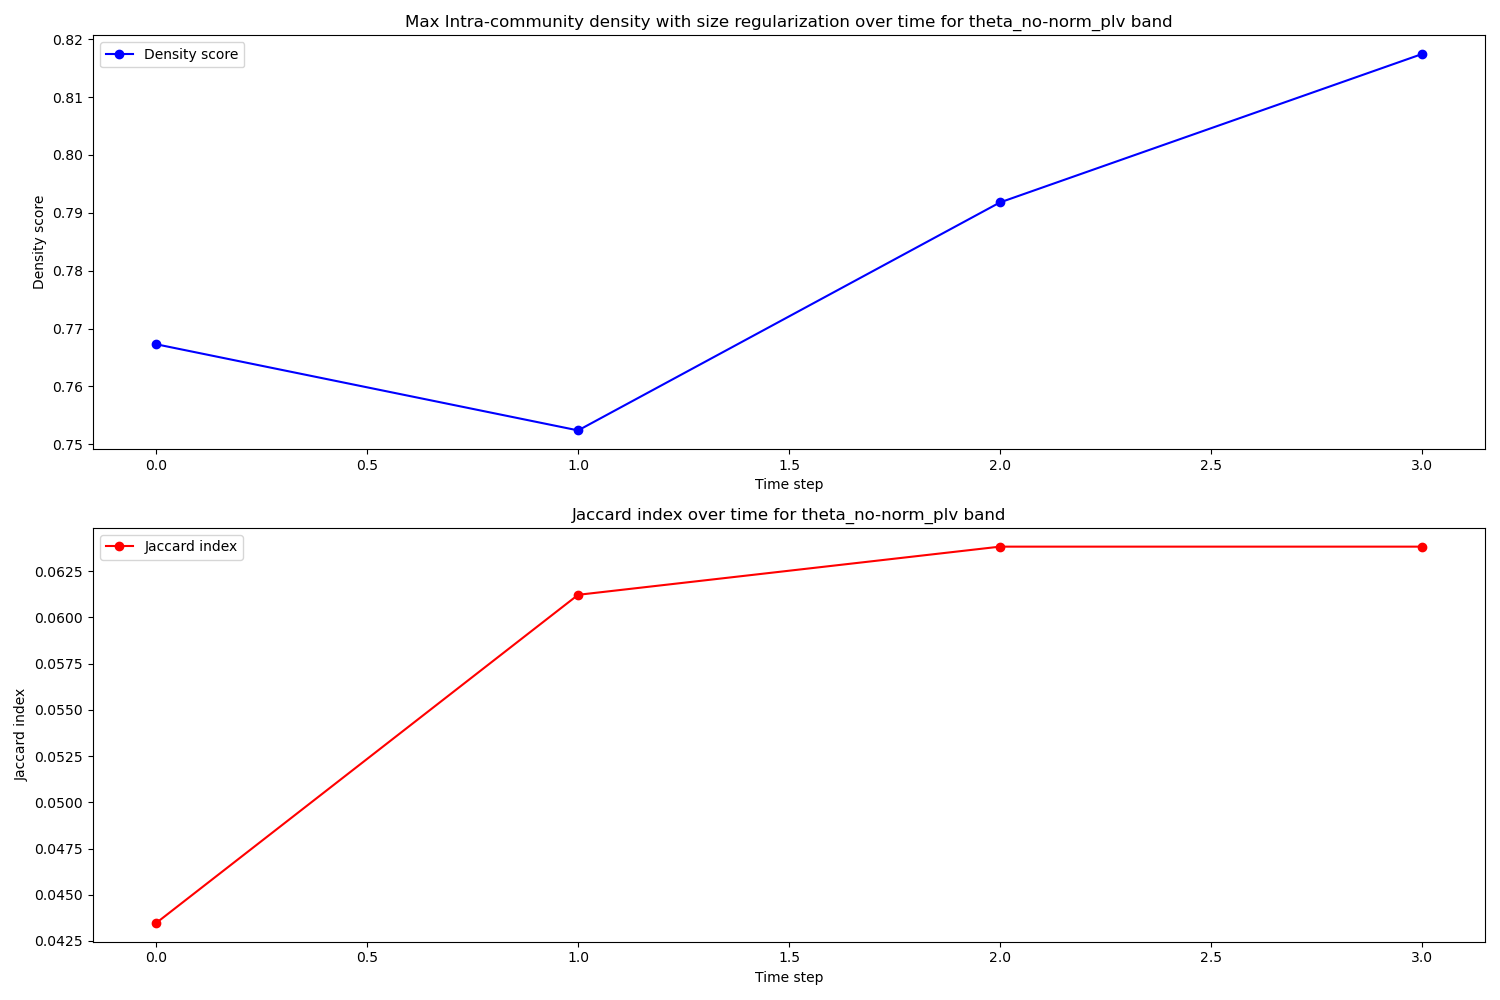 Max Intra-community density with size regularization over time for theta_no-norm_plv band
Density score
0.82
0.81
0.80
0.79
0.78
0.77
0.76
0.75
Density score
0.0 0.5 1.0 1.5 2.0 2.5 3.0
Time step
Jaccard index over time for theta_no-norm_plv band
Jaccard index
0.0625
0.0600
0.0575
0.0550
0.0525
0.0500
0.0475
0.0450
0.0425
Jaccard index
0.0 0.5 1.0 1.5 2.0 2.5 3.0
Time step